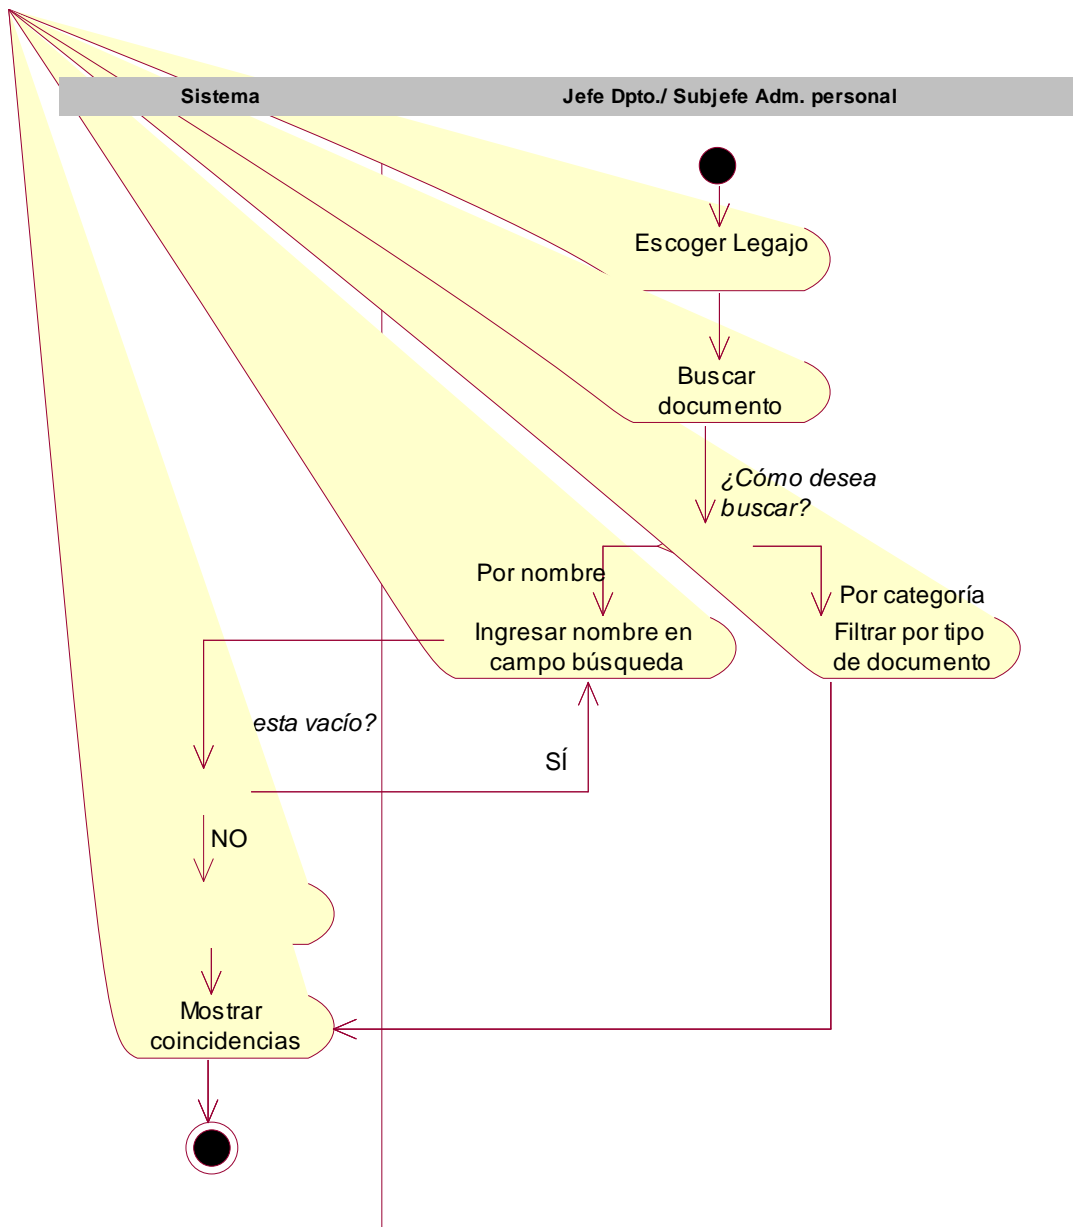 Sistema
Jefe Dpto./ Subjefe Adm. personal
Escoger Legajo
Buscar
documento
¿Cómo desea
buscar?
Por nombre
Por categoría
Ingresar nombre en
campo búsqueda
Filtrar por tipo
de documento
esta vacío?
SÍ
NO
Mostrar
coincidencias